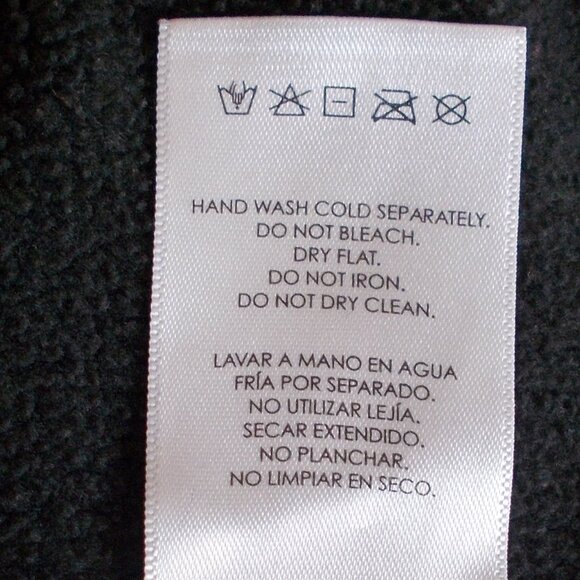 HAND WASH COLD SEPARATELY.
DO NOT BLEACH.
DRY FLAT.
DO NOT IRON.
DO NOT DRY CLEAN.
LAVAR A MANO EN AGUA
FRÍA POR SEPARADO.
NO UTILIZAR LEJÍA.
SECAR EXTENDIDO.
NO PLANCHAR.
NO LIMPIAR EN SECO.